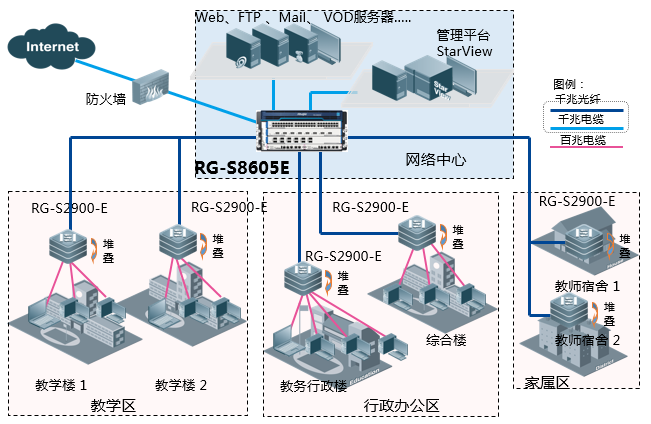 Web、FTP 、Mail、 VOD服务器.....
Internet
管理平台
StarView
防火墙
Star
View
图例：
千兆光纤
千兆电缆
百兆电缆
RG-S8605E
网络中心
RG-S2900-E
RG-S2900-E
RG-S2900-E
RG-S2900-E
RG-S2900-E
堆
叠
堆
叠
堆
叠
堆
叠
堆
叠
堆
叠
教师宿舍 1
教师宿舍 2
综合楼
教学楼 1
教学楼 2
教务行政楼
Education
教学区
行政办公区
家属区